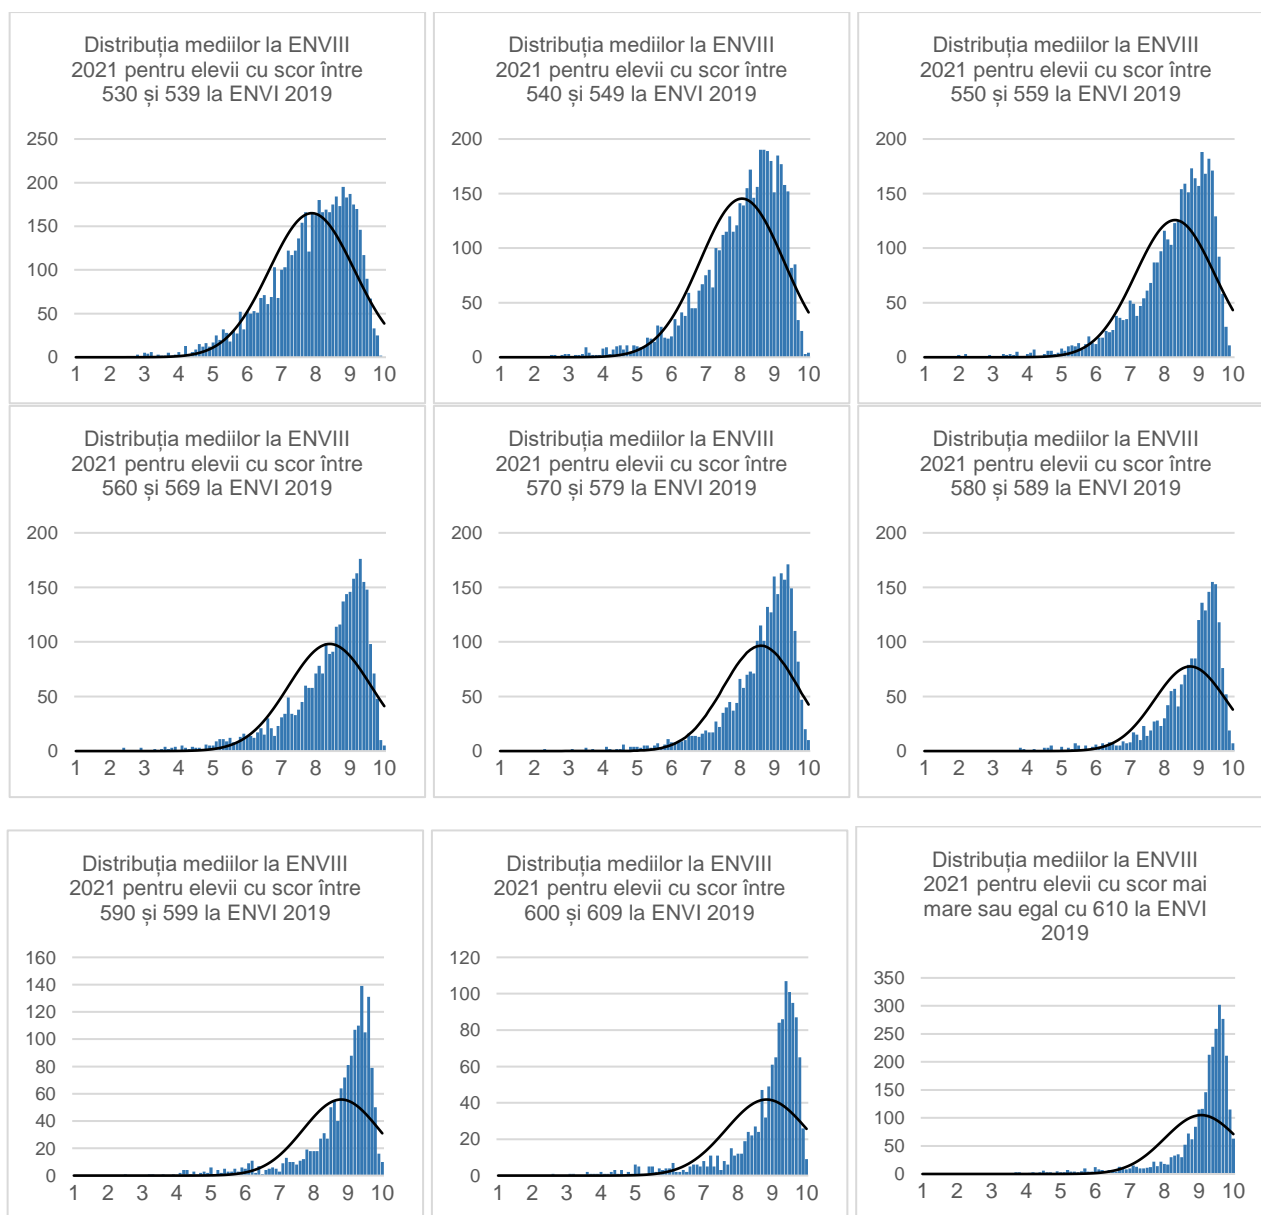 Distribuția mediilor la ENVIII
2021 pentru elevii cu scor între
530 și 539 la ENVI 2019
250
200
150
100
50
0
1 2 3 4 5 6 7 8 9 10
Distribuția mediilor la ENVIII
2021 pentru elevii cu scor între
540 și 549 la ENVI 2019
200
150
100
50
0
1 2 3 4 5 6 7 8 9 10
Distribuția mediilor la ENVIII
2021 pentru elevii cu scor între
550 și 559 la ENVI 2019
200
150
100
50
0
1 2 3 4 5 6 7 8 9 10
Distribuția mediilor la ENVIII
2021 pentru elevii cu scor între
560 și 569 la ENVI 2019
200
150
100
50
0
1 2 3 4 5 6 7 8 9 10
Distribuția mediilor la ENVIII
2021 pentru elevii cu scor între
570 și 579 la ENVI 2019
200
150
100
50
0
1 2 3 4 5 6 7 8 9 10
Distribuția mediilor la ENVIII
2021 pentru elevii cu scor între
580 și 589 la ENVI 2019
200
150
100
50
0
1 2 3 4 5 6 7 8 9 10
Distribuția mediilor la ENVIII
2021 pentru elevii cu scor între
590 și 599 la ENVI 2019
160
140
120
100
80
60
40
20
0
1 2 3 4 5 6 7 8 9 10
Distribuția mediilor la ENVIII
2021 pentru elevii cu scor între
600 și 609 la ENVI 2019
120
100
80
60
40
20
0
1 2 3 4 5 6 7 8 9 10
Distribuția mediilor la ENVIII
2021 pentru elevii cu scor mai
mare sau egal cu 610 la ENVI
2019
350
300
250
200
150
100
50
0
1 2 3 4 5 6 7 8 9 10